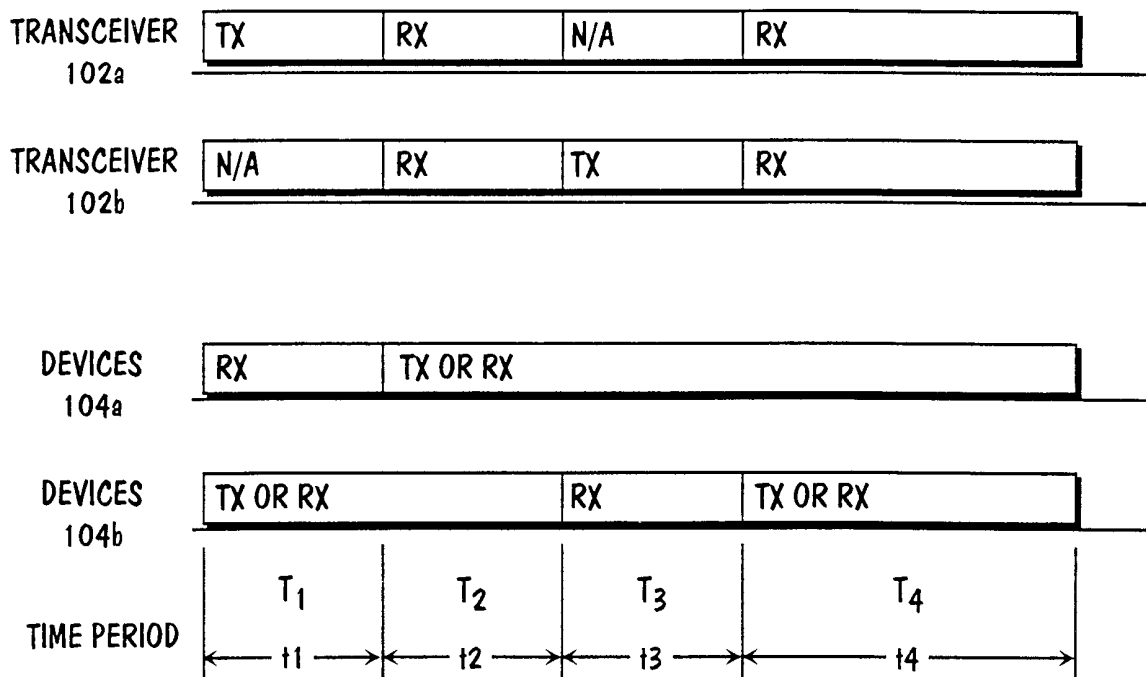 TRANSCEIVER 102a TX RX N/A RX
TRANSCEIVER 102b N/A RX TX RX
DEVICES 104a RX TX OR RX
DEVICES 104b TX OR RX RX TX OR RX
T1 T2 T3 T4
TIME PERIOD t1 t2 t3 t4